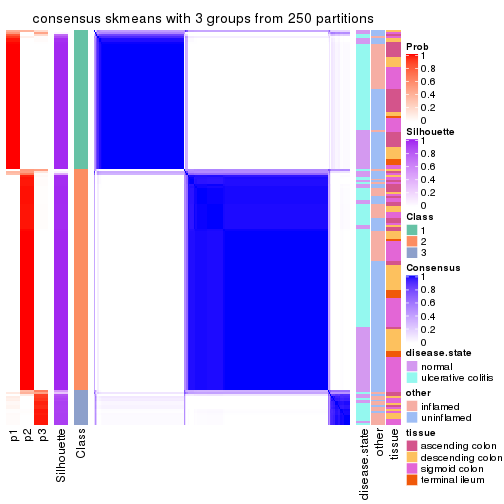 consensus skmeans with 3 groups from 250 partitions
Prob
1
0.8
0.6
0.4
0.2
0
Silhouette
1
0.8
0.6
0.4
0.2
0
Class
1
2
3
Consensus
1
0.8
0.6
0.4
0.2
0
disease.state
normal
ulcerative colitis
other
inflamed
uninflamed
tissue
ascending colon
descending colon
sigmoid colon
terminal ileum
p1
p2
p3
Silhouette
Class
disease.state
other
tissue